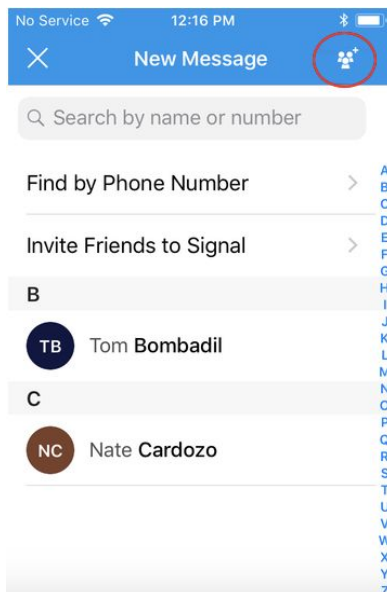 No Service 12:16 PM
New Message
Search by name or number
Find by Phone Number
Invite Friends to Signal
B
TB Tom Bombadil
C
NC Nate Cardozo
A
B
C
D
E
F
G
H
I
J
K
L
M
N
O
P
Q
R
S
T
U
V
W
X
Y
Z